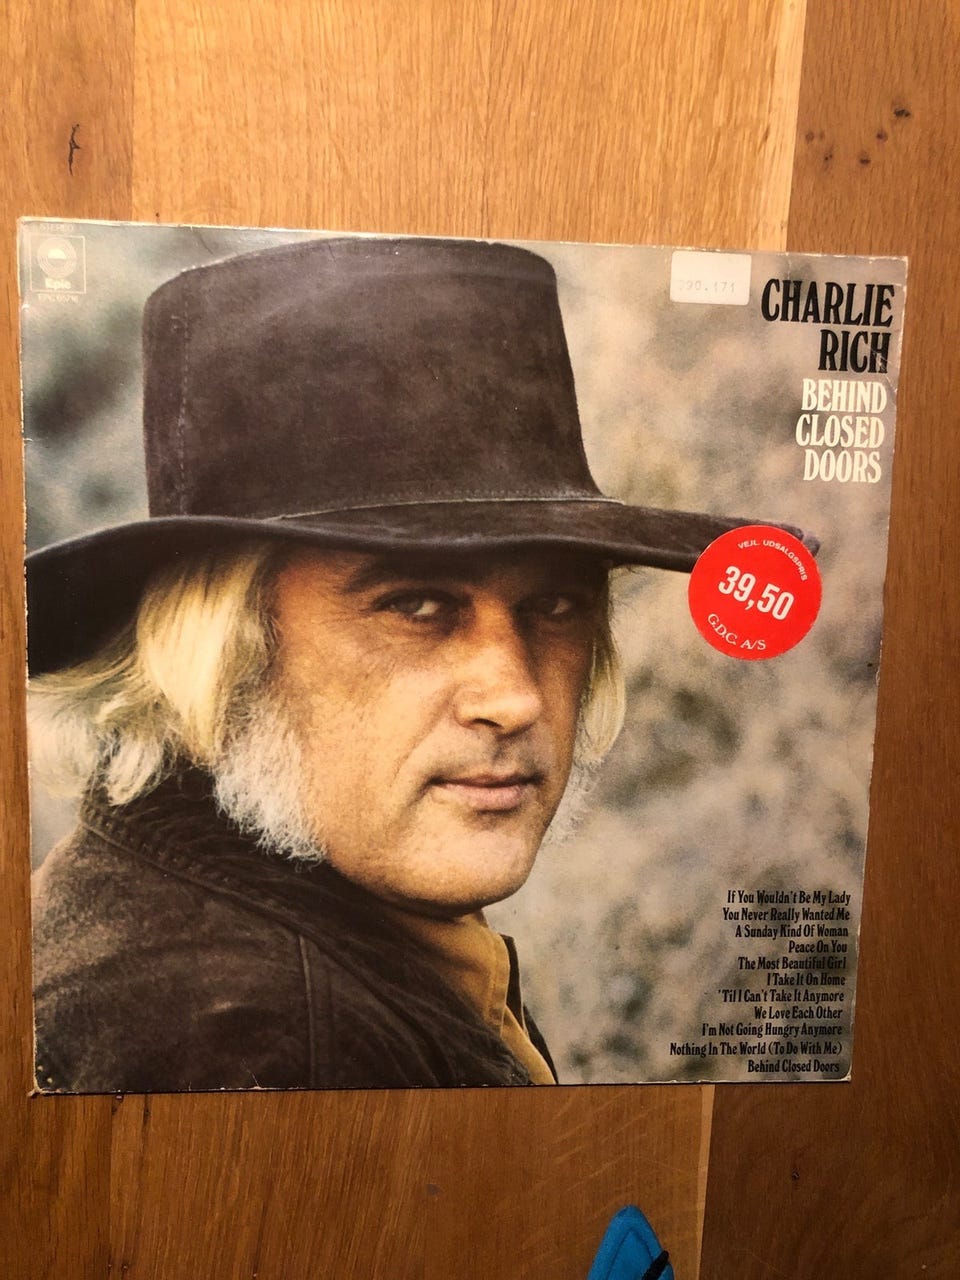 STEREO
Epic
EPC 65716
90.171
CHARLIE
RICH
BEHIND
CLOSED
DOORS
VEJL. UDSALGSPRIS
39,50
G.D.C. A/S
If You Wouldn't Be My Lady
You Never Really Wanted Me
A Sunday Kind Of Woman
Peace On You
The Most Beautiful Girl
I Take It On Home
'Til I Can't Take It Anymore
We Love Each Other
I'm Not Going Hungry Anymore
Nothing In The World (To Do With Me)
Behind Closed Doors